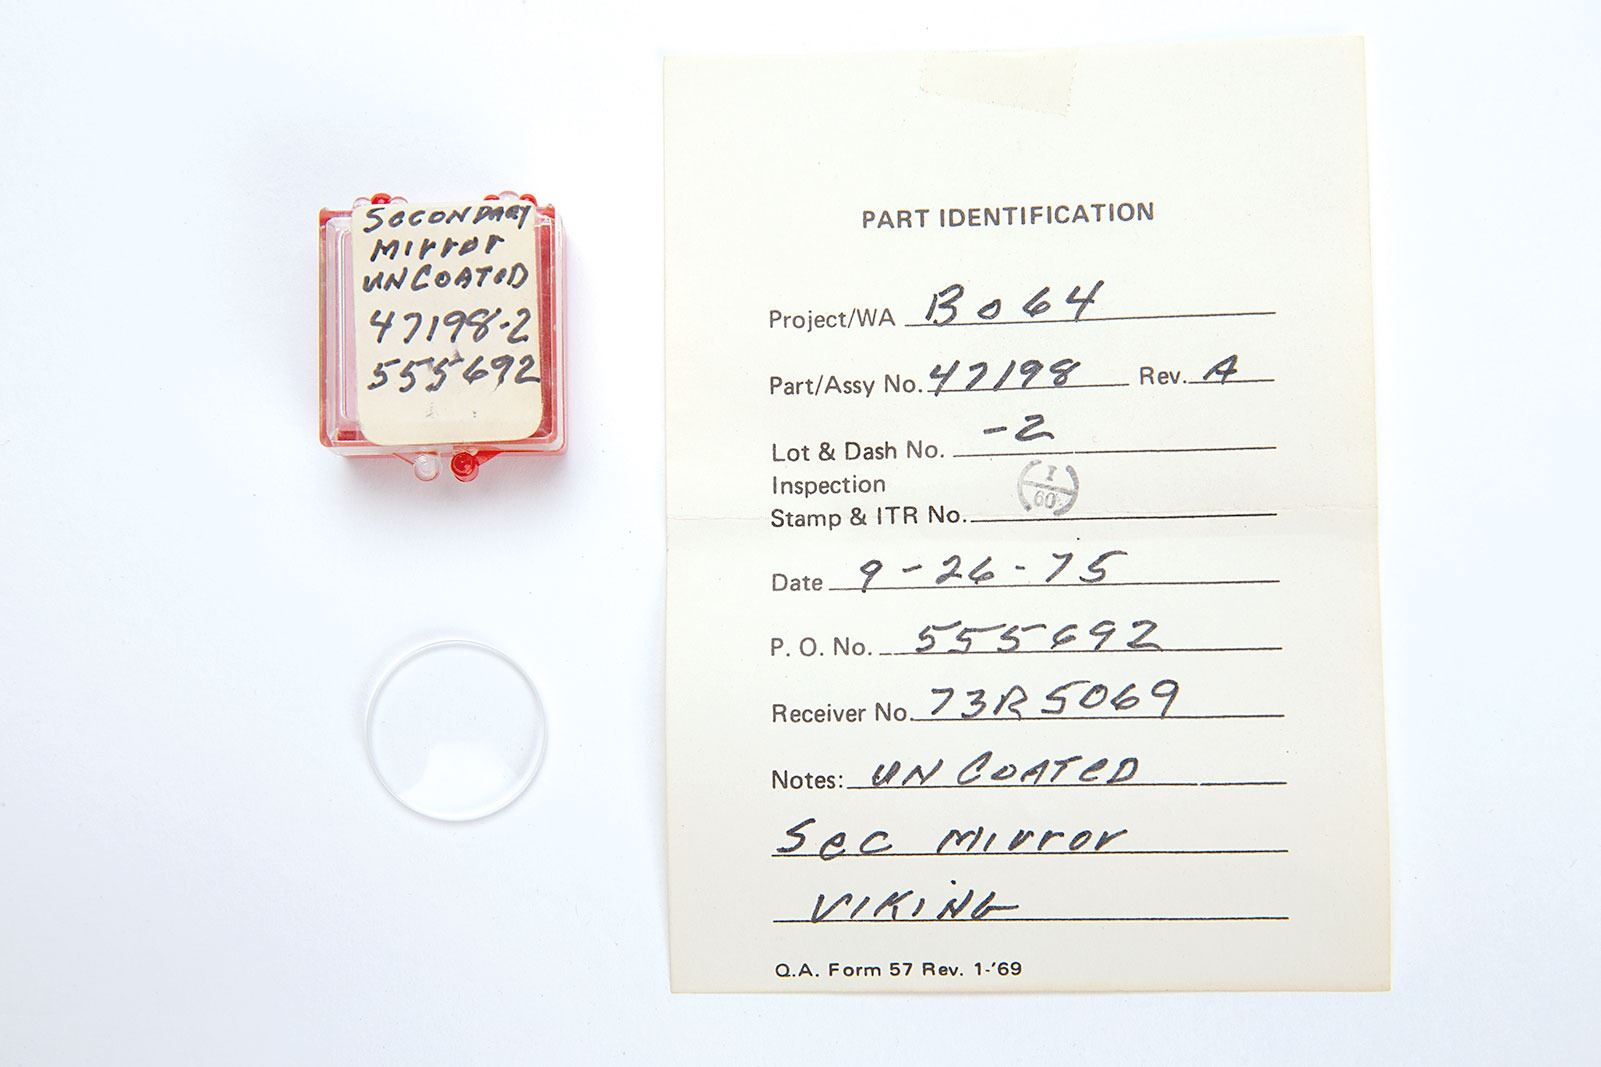 SecONDARY
Mirror
UNCOATeD
47198-2
555692
PART IDENTIFICATION
Project/WA B064
Part/Assy No. 47198 Rev. A
Lot & Dash No. -2
Inspection
Stamp & ITR No. I 60
Date 9-26-75
P. O. No. 555692
Receiver No. 73R5069
Notes: UNCOATeD
Sec Mirror
VIKING
Q.A. Form 57 Rev. 1-'69